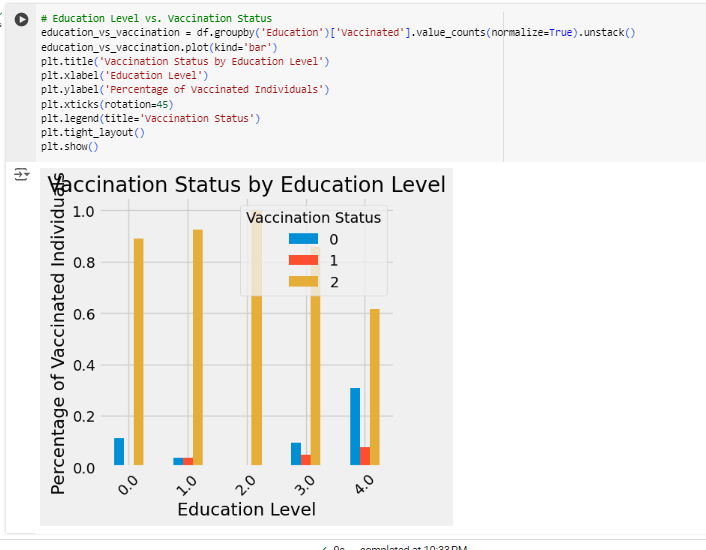 # Education Level vs. Vaccination Status
education_vs_vaccination = df.groupby('Education')['Vaccinated'].value_counts(normalize=True).unstack()
education_vs_vaccination.plot(kind='bar')
plt.title('Vaccination Status by Education Level')
plt.xlabel('Education Level')
plt.ylabel('Percentage of Vaccinated Individuals')
plt.xticks(rotation=45)
plt.legend(title='Vaccination Status')
plt.tight_layout()
plt.show()
Vaccination Status by Education Level
Percentage of Vaccinated Individuals
1.0
0.8
0.6
0.4
0.2
0.0
Vaccination Status
0
1
2
0.0 1.0 2.0 3.0 4.0
Education Level
0s completed at 10:33 PM